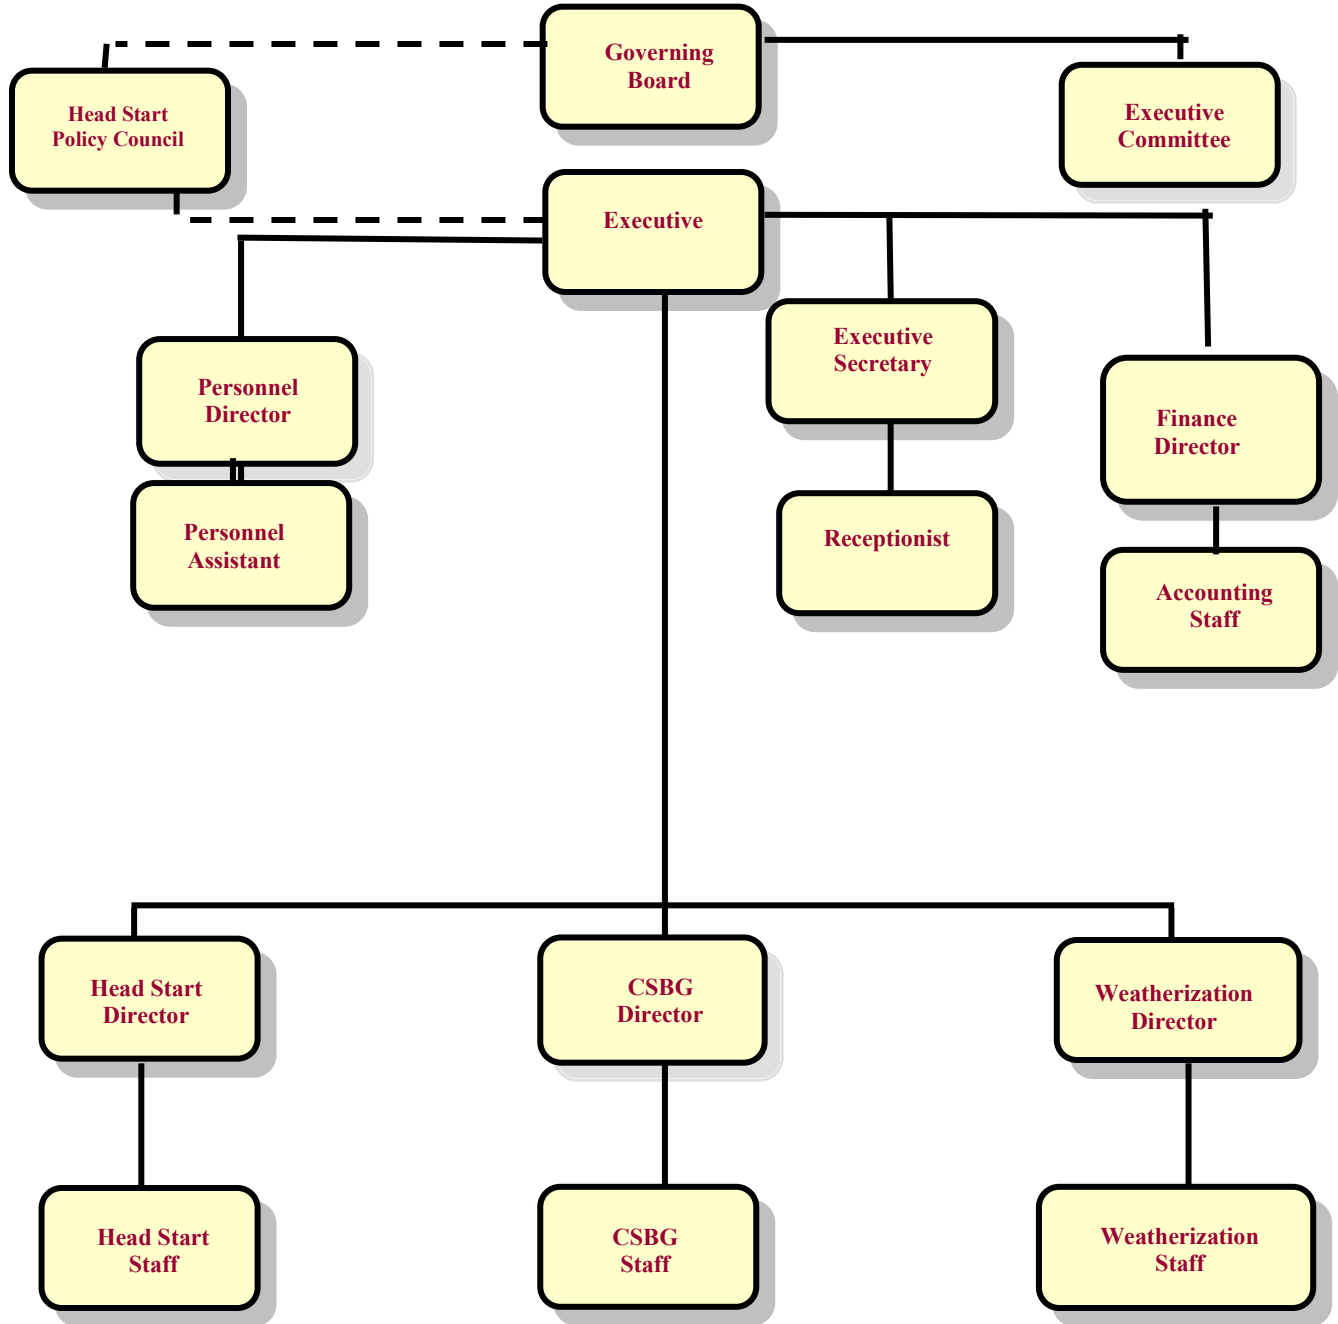 Governing
Board
Head Start
Policy Council
Executive
Committee
Executive
Executive
Secretary
Personnel
Director
Finance
Director
Personnel
Assistant
Receptionist
Accounting
Staff
Head Start
Director
CSBG
Director
Weatherization
Director
Head Start
Staff
CSBG
Staff
Weatherization
Staff